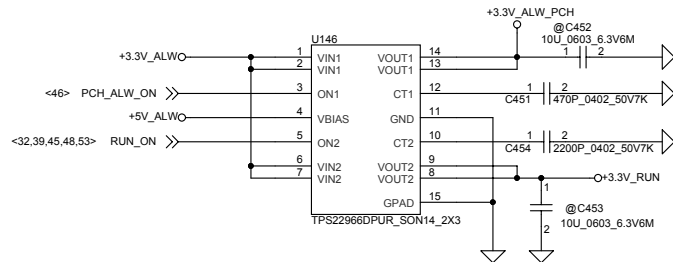 +3.3V_ALW_PCH
U146
@C452
10U_0603_6.3V6M
+3.3V_ALW 1 VIN1 VOUT1 14 1 2
2 VIN1 VOUT1 13
<46> PCH_ALW_ON 3 ON1 CT1 12 1 2
C451 470P_0402_50V7K
+5V_ALW 4 VBIAS GND 11
<32,39,45,48,53> RUN_ON 5 ON2 CT2 10 1 2
C454 2200P_0402_50V7K
6 VIN2 VOUT2 9
7 VIN2 VOUT2 8 +3.3V_RUN
1
GPAD 15 @C453
2 10U_0603_6.3V6M
TPS22966DPUR_SON14_2X3